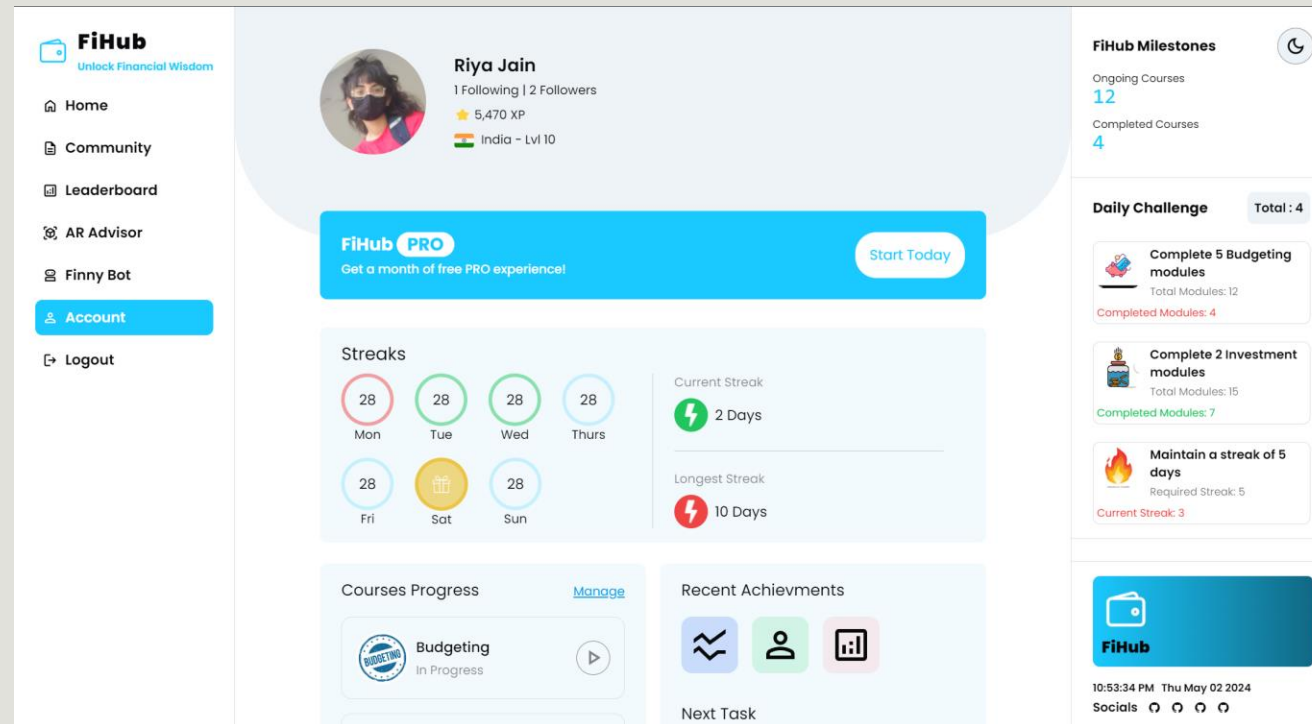 FiHub
Unlock Financial Wisdom
Home
Community
Leaderboard
AR Advisor
Finny Bot
Account
Logout
Riya Jain
1 Following | 2 Followers
5,470 XP
India - Lvl 10
FiHub PRO
Get a month of free PRO experience!
Start Today
Streaks
28
28
28
28
Mon
Tue
Wed
Thurs
28
28
Fri
Sat
Sun
Current Streak
2 Days
Longest Streak
10 Days
Courses Progress
Manage
BUDGETING
Budgeting
In Progress
Recent Achievments
Next Task
FiHub Milestones
Ongoing Courses
12
Completed Courses
4
Daily Challenge
Total : 4
Complete 5 Budgeting
modules
Total Modules: 12
Completed Modules: 4
Complete 2 Investment
modules
Total Modules: 15
Completed Modules: 7
Maintain a streak of 5
days
Required Streak: 5
Current Streak: 3
FiHub
10:53:34 PM Thu May 02 2024
Socials